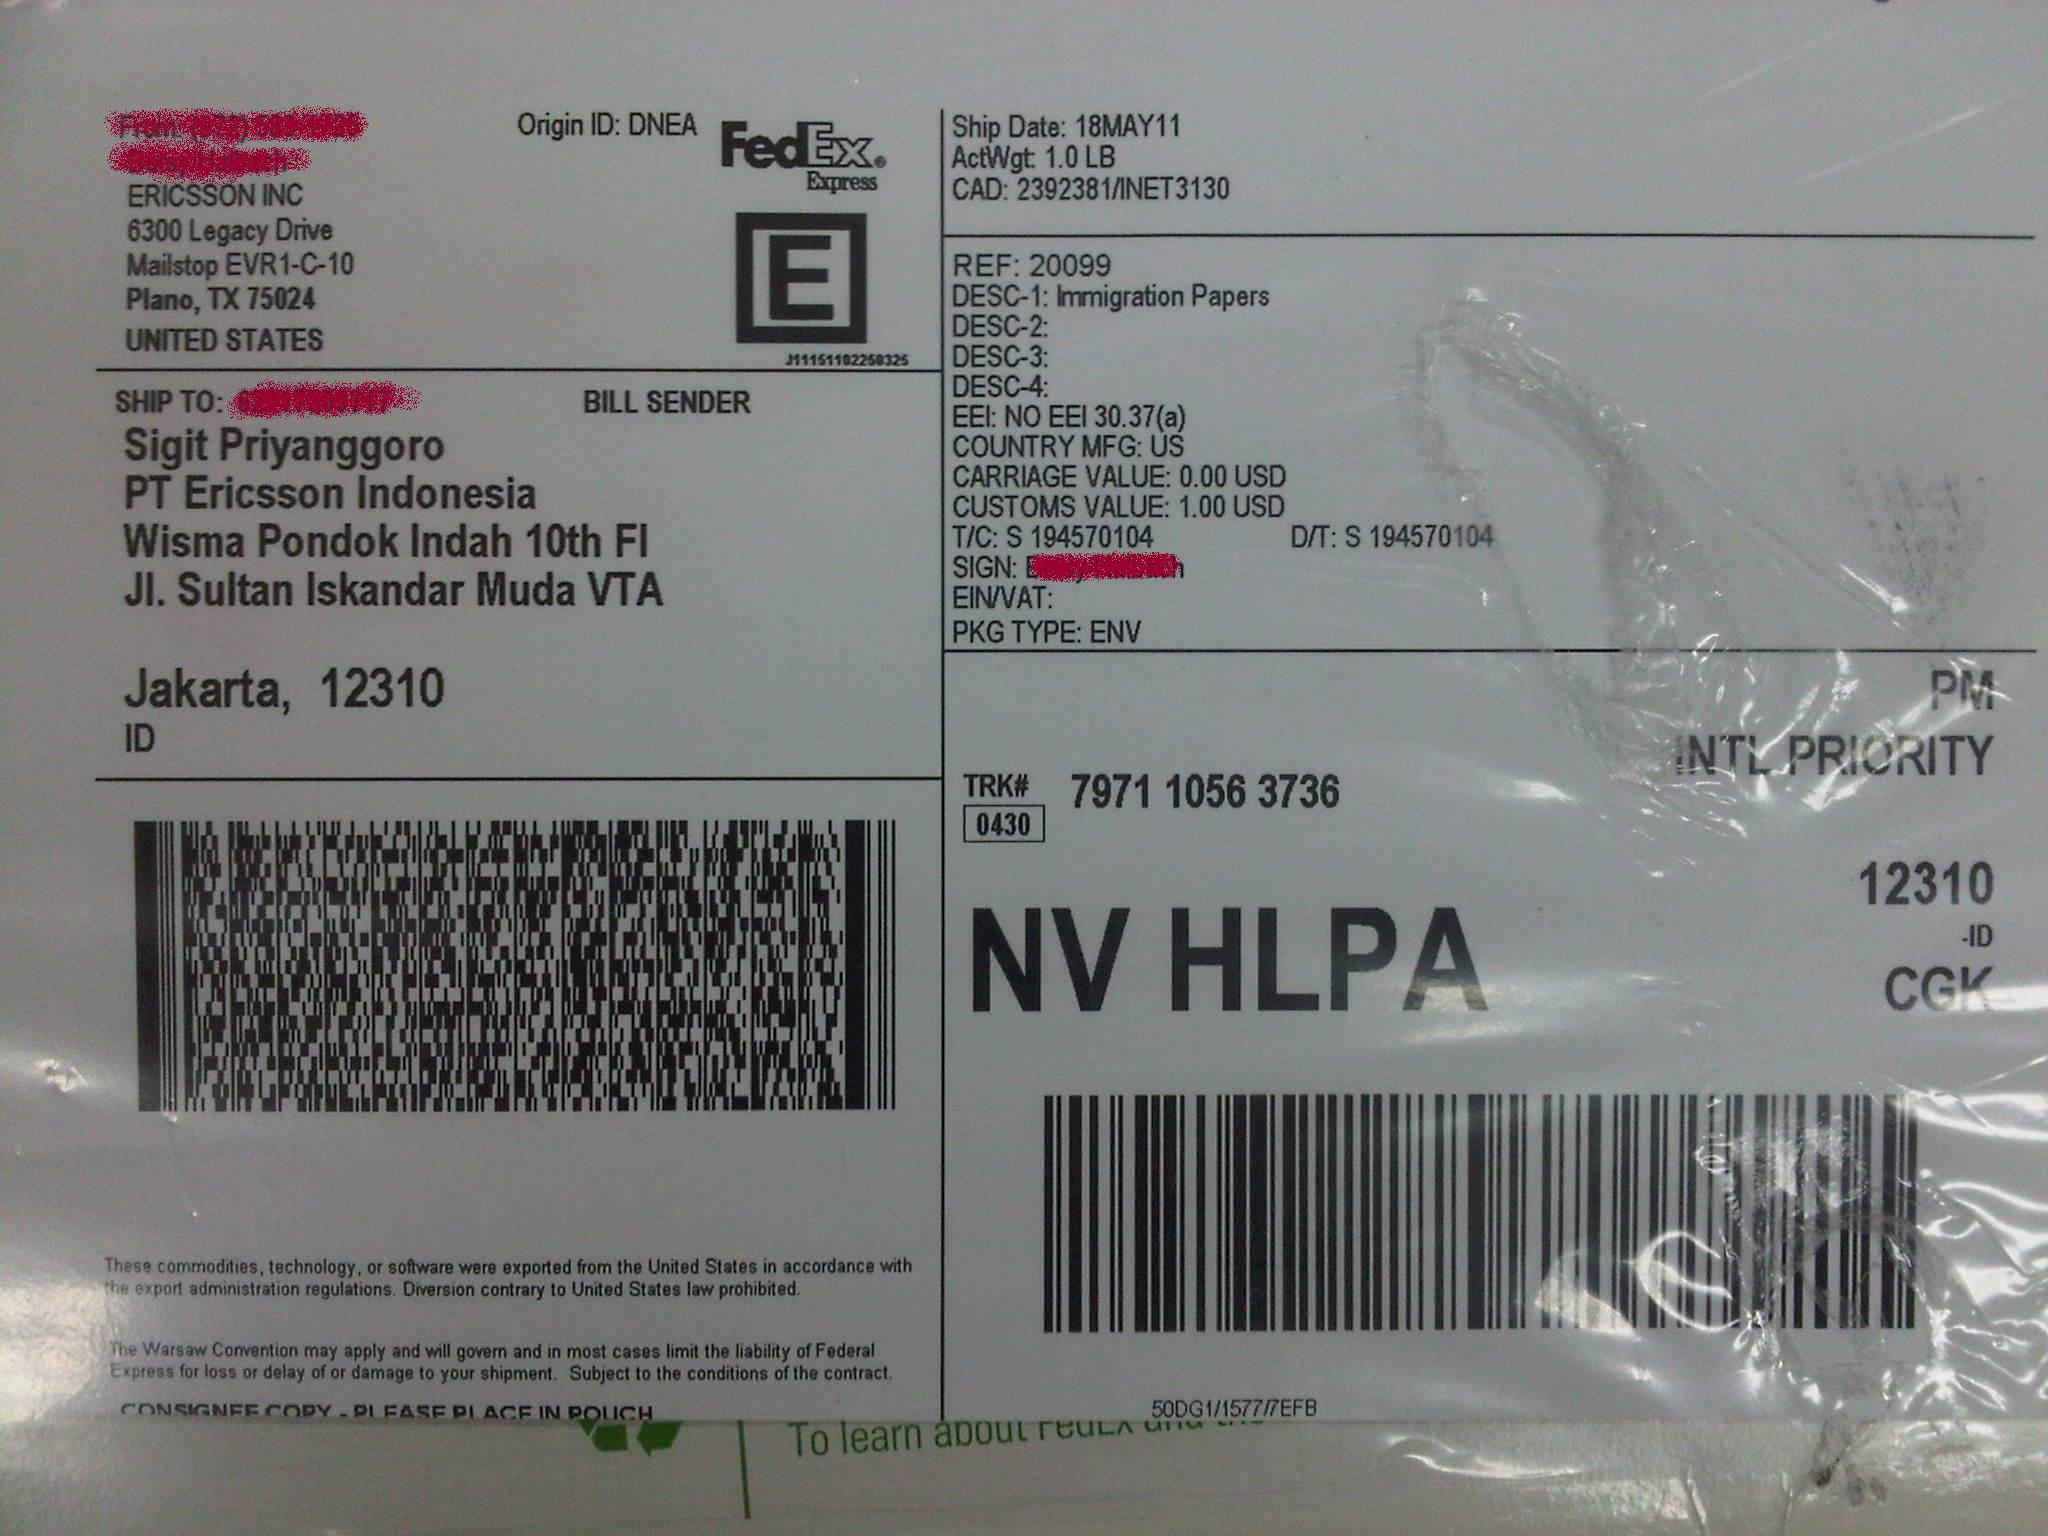 Origin ID: DNEA
FedEx
Express
ERICSSON INC
6300 Legacy Drive
Mailstop EVR1-C-10
Plano, TX 75024
UNITED STATES
E
J11151102250325
SHIP TO:
BILL SENDER
Sigit Priyanggoro
PT Ericsson Indonesia
Wisma Pondok Indah 10th Fl
Jl. Sultan Iskandar Muda VTA
Jakarta, 12310
ID
These commodities, technology, or software were exported from the United States in accordance with
the export administration regulations. Diversion contrary to United States law prohibited.
The Warsaw Convention may apply and will govern and in most cases limit the liability of Federal
Express for loss or delay of or damage to your shipment. Subject to the conditions of the contract.
CONSIGNEE COPY - PLEASE PLACE IN POUCH
Ship Date: 18MAY11
ActWgt: 1.0 LB
CAD: 2392381/INET3130
REF: 20099
DESC-1: Immigration Papers
DESC-2:
DESC-3:
DESC-4:
EEI: NO EEI 30.37(a)
COUNTRY MFG: US
CARRIAGE VALUE: 0.00 USD
CUSTOMS VALUE: 1.00 USD
T/C: S 194570104 D/T: S 194570104
SIGN:
EIN/VAT:
PKG TYPE: ENV
PM
INTL PRIORITY
TRK# 7971 1056 3736
0430
12310
-ID
NV HLPA
CGK
50DG1/1577/7EFB
To learn about FedEx and the